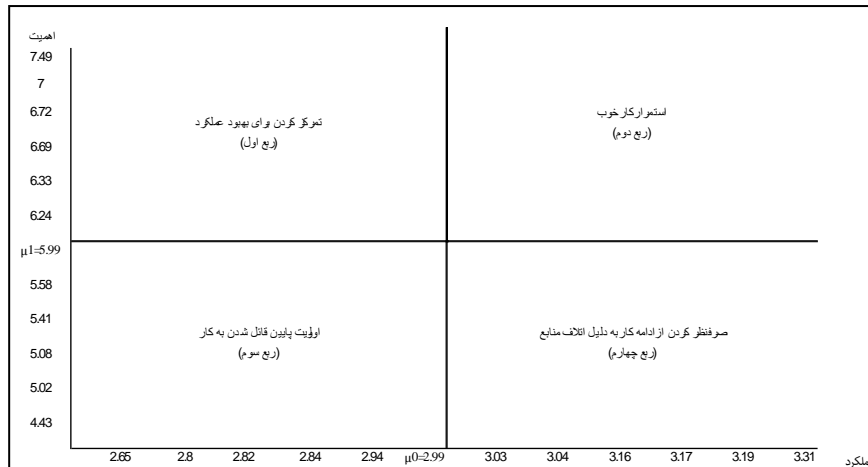 اهمیت
7.49
7
6.72
6.69
6.33
6.24
μ1=5.99
5.58
5.41
5.08
5.02
4.43
استمرار کار خوب
(ربع دوم)
تمرکز کردن برای بهبود عملکرد
(ربع اول)
صرفنظر کردن از ادامه کار به دلیل اتلاف منابع
(ربع چهارم)
اولویت پایین قائل شدن به کار
(ربع سوم)
2.65 2.8 2.82 2.84 2.94 μ0=2.99 3.03 3.04 3.16 3.17 3.19 3.31
ملکرد